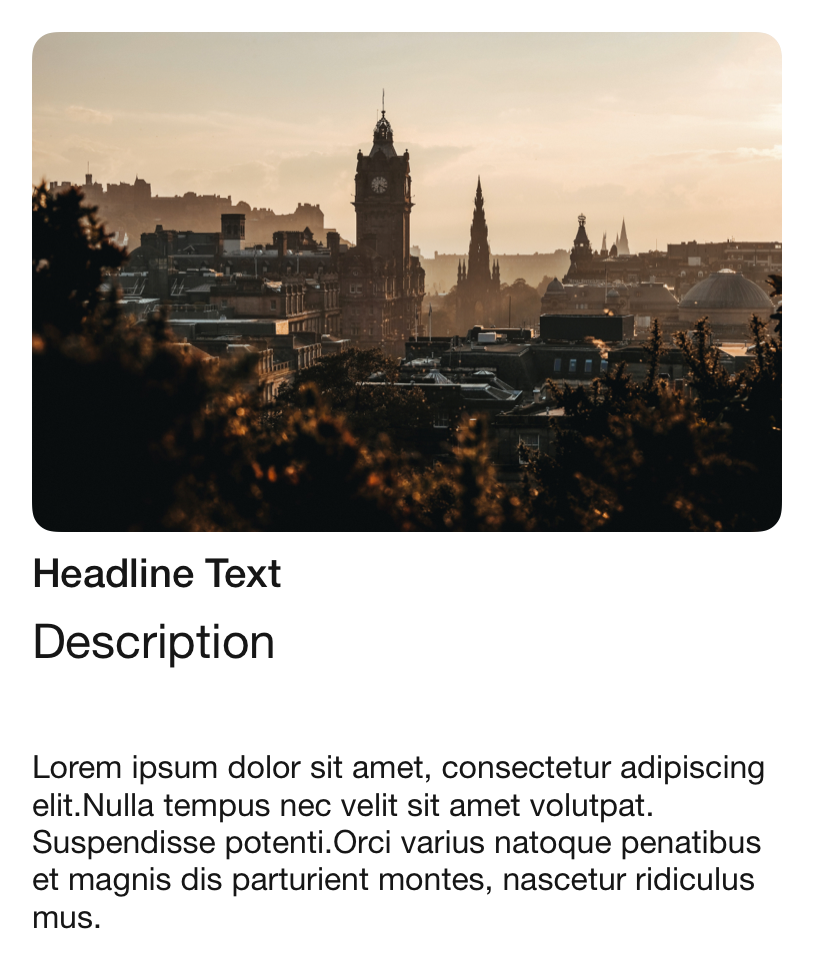 Headline Text
Description
Lorem ipsum dolor sit amet, consectetur adipiscing
elit.Nulla tempus nec velit sit amet volutpat.
Suspendisse potenti.Orci varius natoque penatibus
et magnis dis parturient montes, nascetur ridiculus
mus.